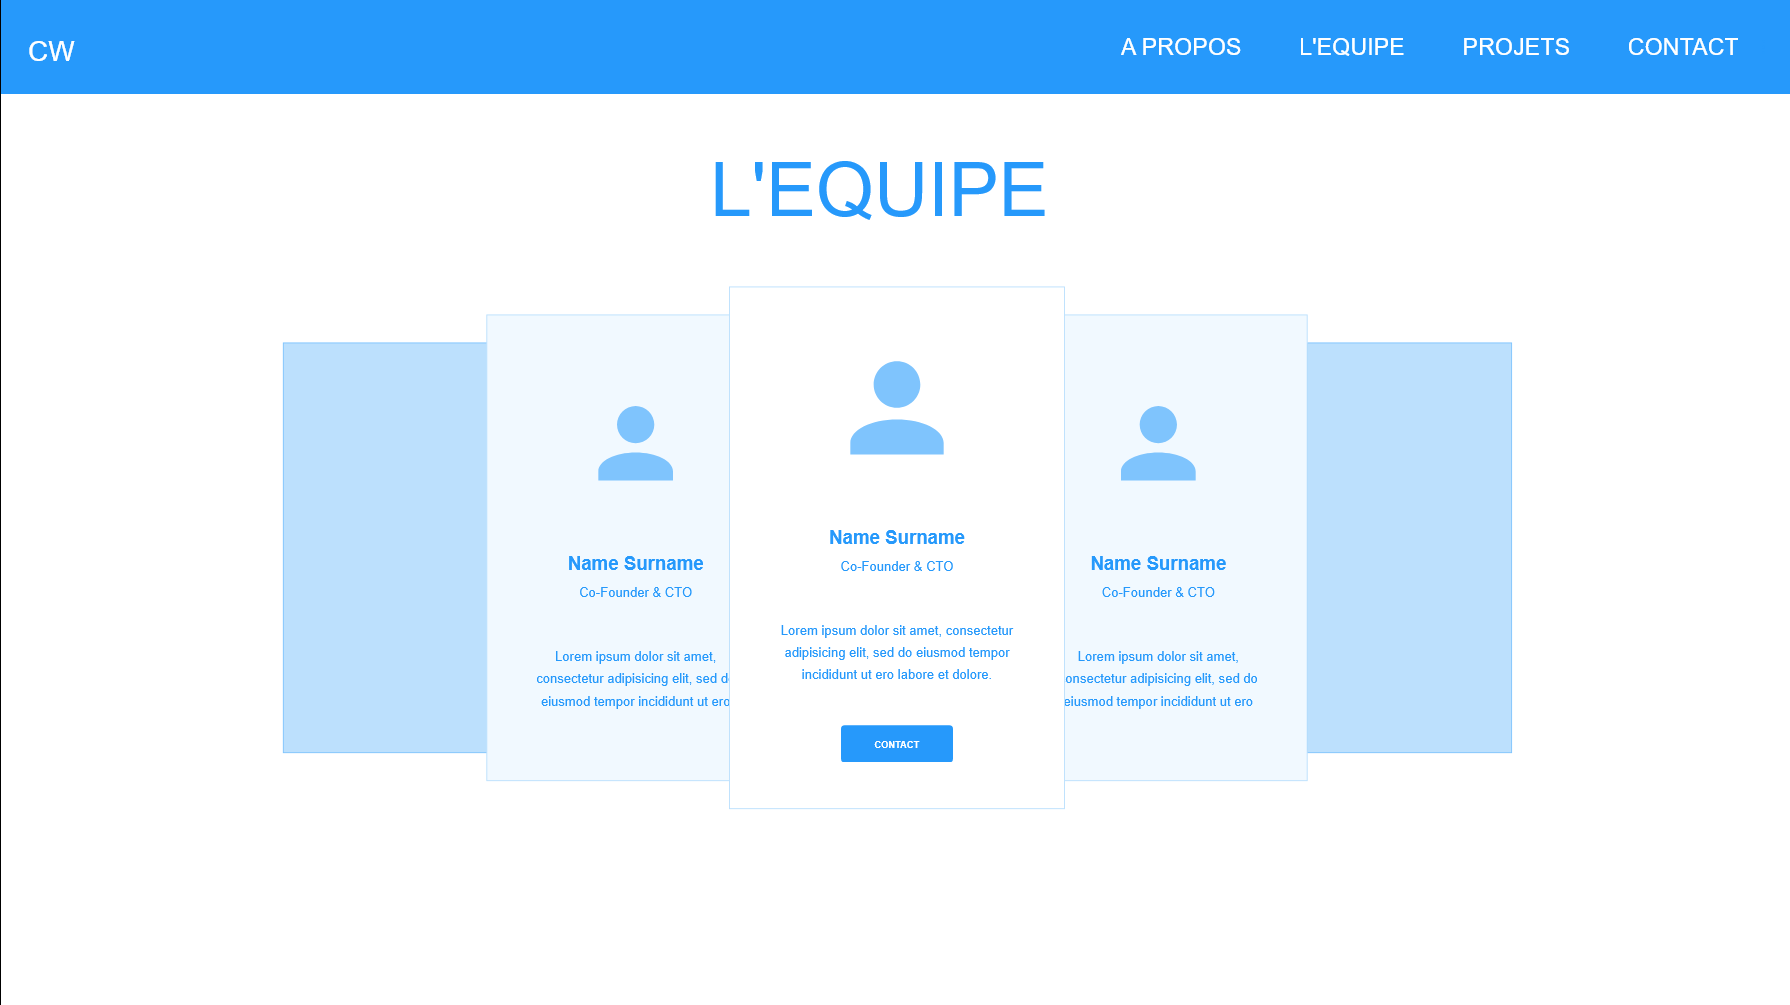 CW
A PROPOS
L'EQUIPE
PROJETS
CONTACT
L'EQUIPE
Name Surname
Co-Founder & CTO
Lorem ipsum dolor sit amet,
consectetur adipisicing elit, sed d
eiusmod tempor incididunt ut ero
Name Surname
Co-Founder & CTO
Lorem ipsum dolor sit amet, consectetur
adipisicing elit, sed do eiusmod tempor
incididunt ut ero labore et dolore.
CONTACT
Name Surname
Co-Founder & CTO
Lorem ipsum dolor sit amet,
onsectetur adipisicing elit, sed do
eiusmod tempor incididunt ut ero